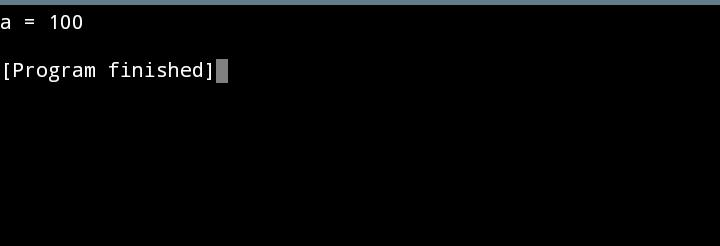 a = 100
[Program finished]